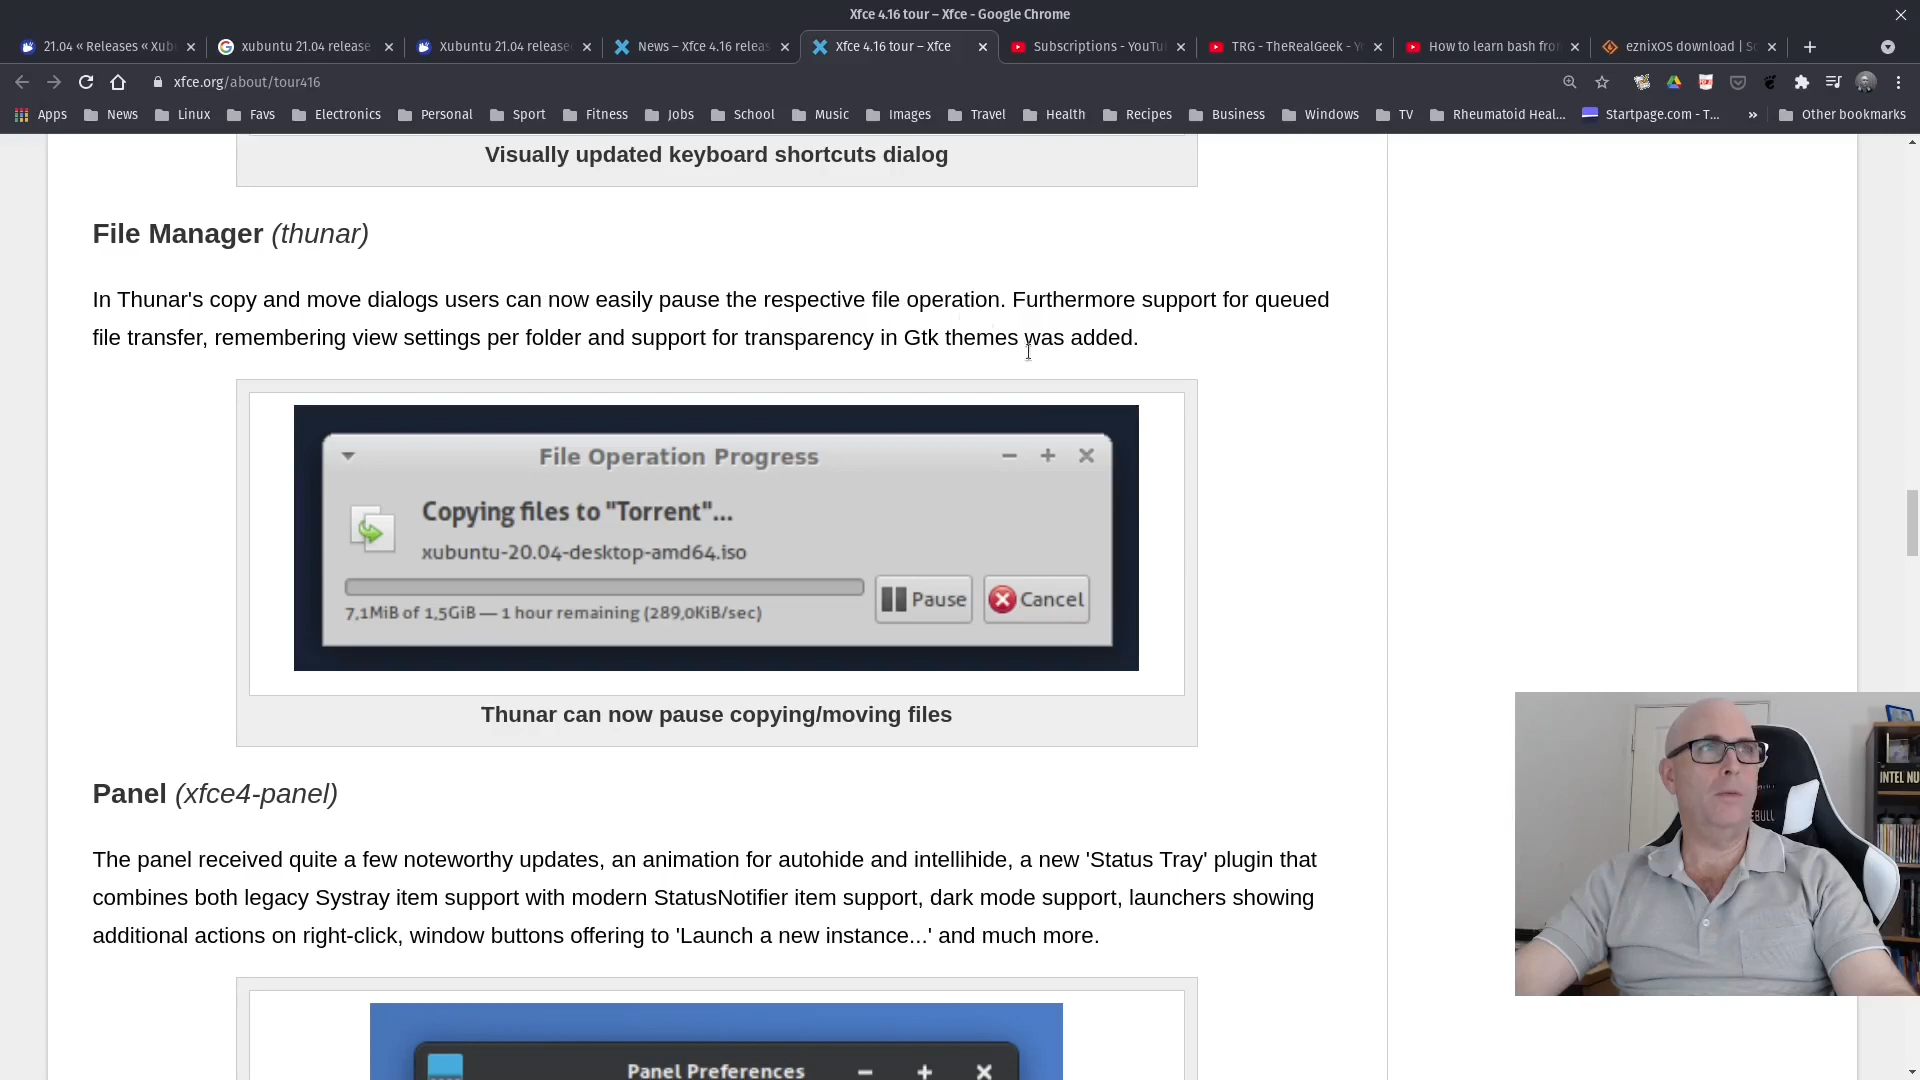 Xfce 4.16 tour – Xfce - Google Chrome
21.04 « Releases « Xub
xubuntu 21.04 release
Xubuntu 21.04 release
News – Xfce 4.16 releas
Xfce 4.16 tour – Xfce
Subscriptions - YouTu
TRG - TheRealGeek - Y
How to learn bash fro
eznixOS download | S
xfce.org/about/tour416
Apps
News
Linux
Favs
Electronics
Personal
Sport
Fitness
Jobs
School
Music
Images
Travel
Health
Recipes
Business
Windows
TV
Rheumatoid Heal...
Startpage.com - T...
»
Other bookmarks
Visually updated keyboard shortcuts dialog
File Manager (thunar)
In Thunar's copy and move dialogs users can now easily pause the respective file operation. Furthermore support for queued
file transfer, remembering view settings per folder and support for transparency in Gtk themes was added.
File Operation Progress
Copying files to "Torrent"...
xubuntu-20.04-desktop-amd64.iso
Pause
Cancel
7,1MiB of 1,5GiB — 1 hour remaining (289,0KiB/sec)
Thunar can now pause copying/moving files
Panel (xfce4-panel)
The panel received quite a few noteworthy updates, an animation for autohide and intellihide, a new 'Status Tray' plugin that
combines both legacy Systray item support with modern StatusNotifier item support, dark mode support, launchers showing
additional actions on right-click, window buttons offering to 'Launch a new instance...' and much more.
Panel Preferences
INTEL NU